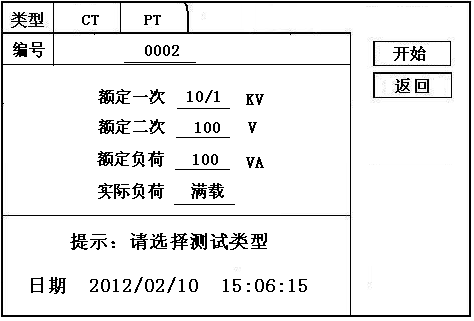 类型 CT PT
编号 0002
开始
返回
额定一次 10/1 KV
额定二次 100 V
额定负荷 100 VA
实际负荷 满载
提示：请选择测试类型
日期 2012/02/10 15:06:15